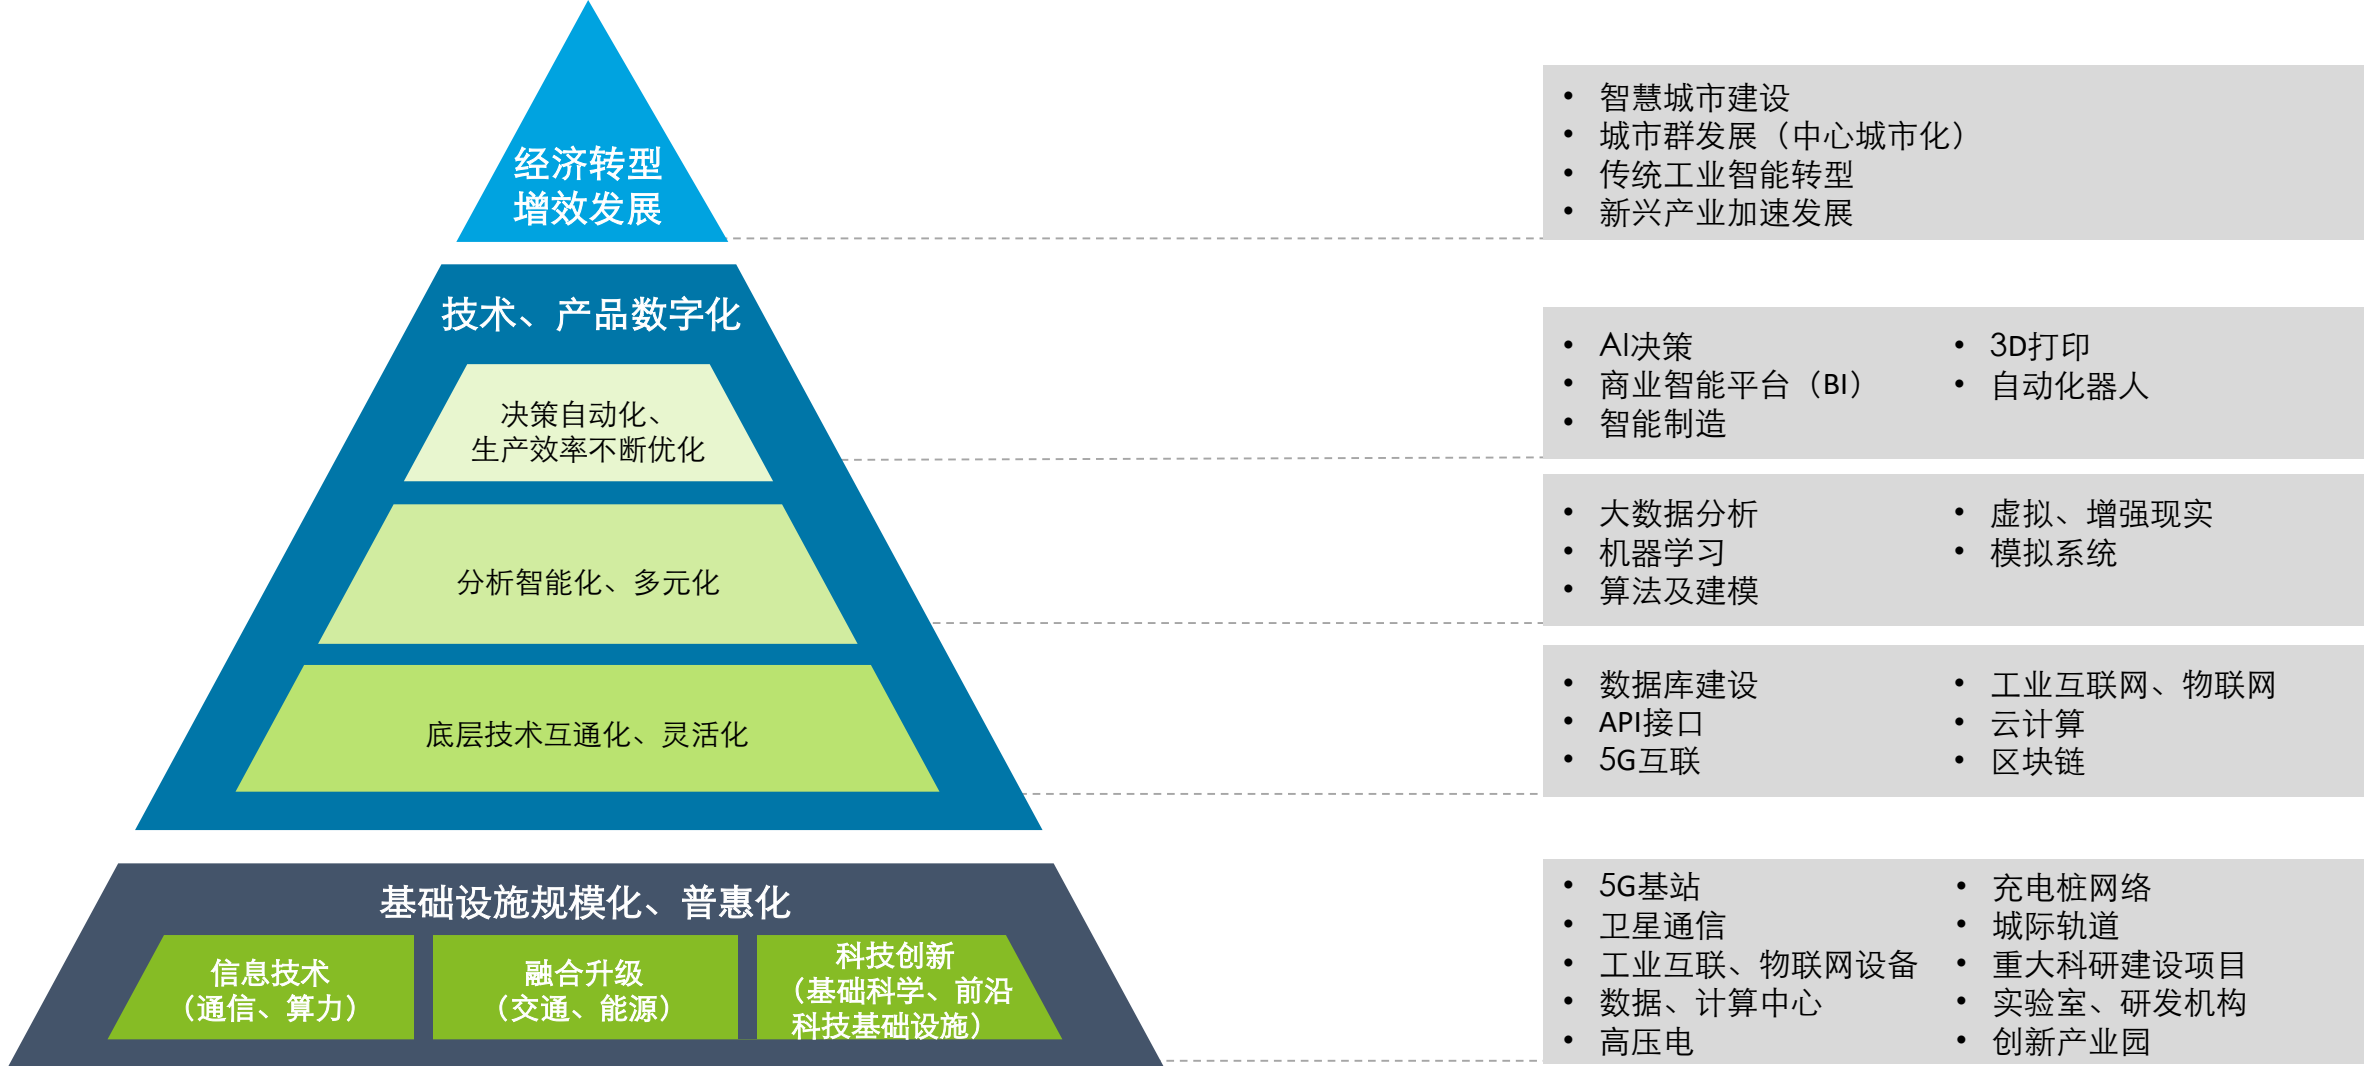 经济转型
增效发展
• 智慧城市建设
• 城市群发展（中心城市化）
• 传统工业智能转型
• 新兴产业加速发展
技术、产品数字化
决策自动化、
生产效率不断优化
• AI决策
• 商业智能平台（BI）
• 智能制造
• 3D打印
• 自动化器人
分析智能化、多元化
• 大数据分析
• 机器学习
• 算法及建模
• 虚拟、增强现实
• 模拟系统
底层技术互通化、灵活化
• 数据库建设
• API接口
• 5G互联
• 工业互联网、物联网
• 云计算
• 区块链
基础设施规模化、普惠化
信息技术
（通信、算力）
融合升级
（交通、能源）
科技创新
（基础科学、前沿
科技基础设施）
• 5G基站
• 卫星通信
• 工业互联、物联网设备
• 数据、计算中心
• 高压电
• 充电桩网络
• 城际轨道
• 重大科研建设项目
• 实验室、研发机构
• 创新产业园